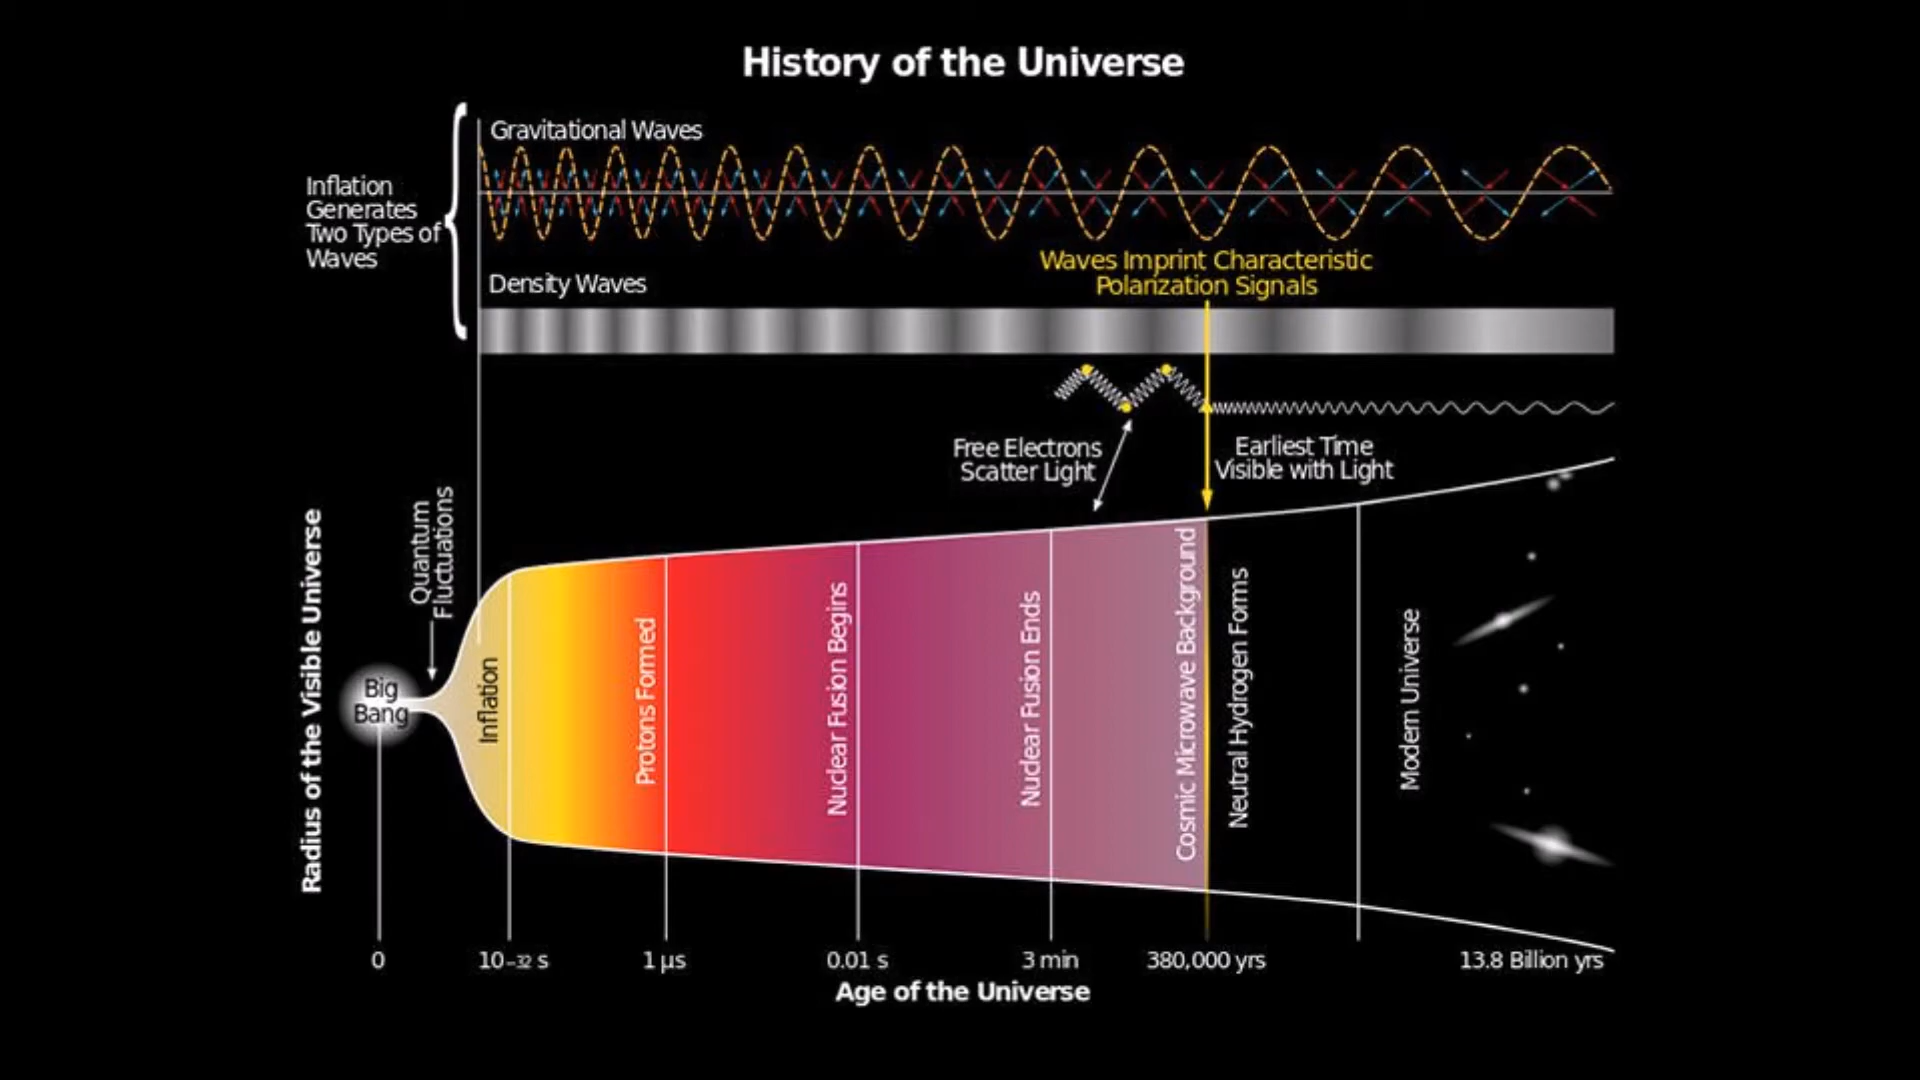 History of the Universe
Gravitational Waves
Inflation
Generates
Two Types of
Waves
Waves Imprint Characteristic
Polarization Signals
Density Waves
Free Electrons
Scatter Light
Earliest Time
Visible with Light
Radius of the Visible Universe
Quantum
Fluctuations
Big
Bang
Inflation
Protons Formed
Nuclear Fusion Begins
Nuclear Fusion Ends
Cosmic Microwave Background
Neutral Hydrogen Forms
Modern Universe
0
10–32 s
1 µs
0.01 s
3 min
380,000 yrs
13.8 Billion yrs
Age of the Universe